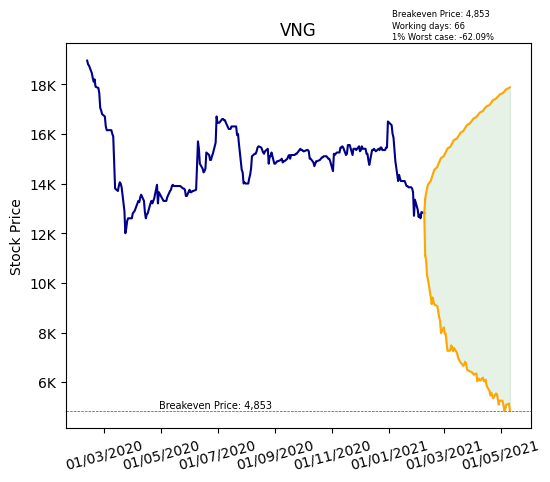 Breakeven Price: 4,853
Working days: 66
1% Worst case: -62.09%
VNG
Stock Price
18K
16K
14K
12K
10K
8K
6K
Breakeven Price: 4,853
01/03/2020 01/05/2020 01/07/2020 01/09/2020 01/11/2020 01/01/2021 01/03/2021 01/05/2021